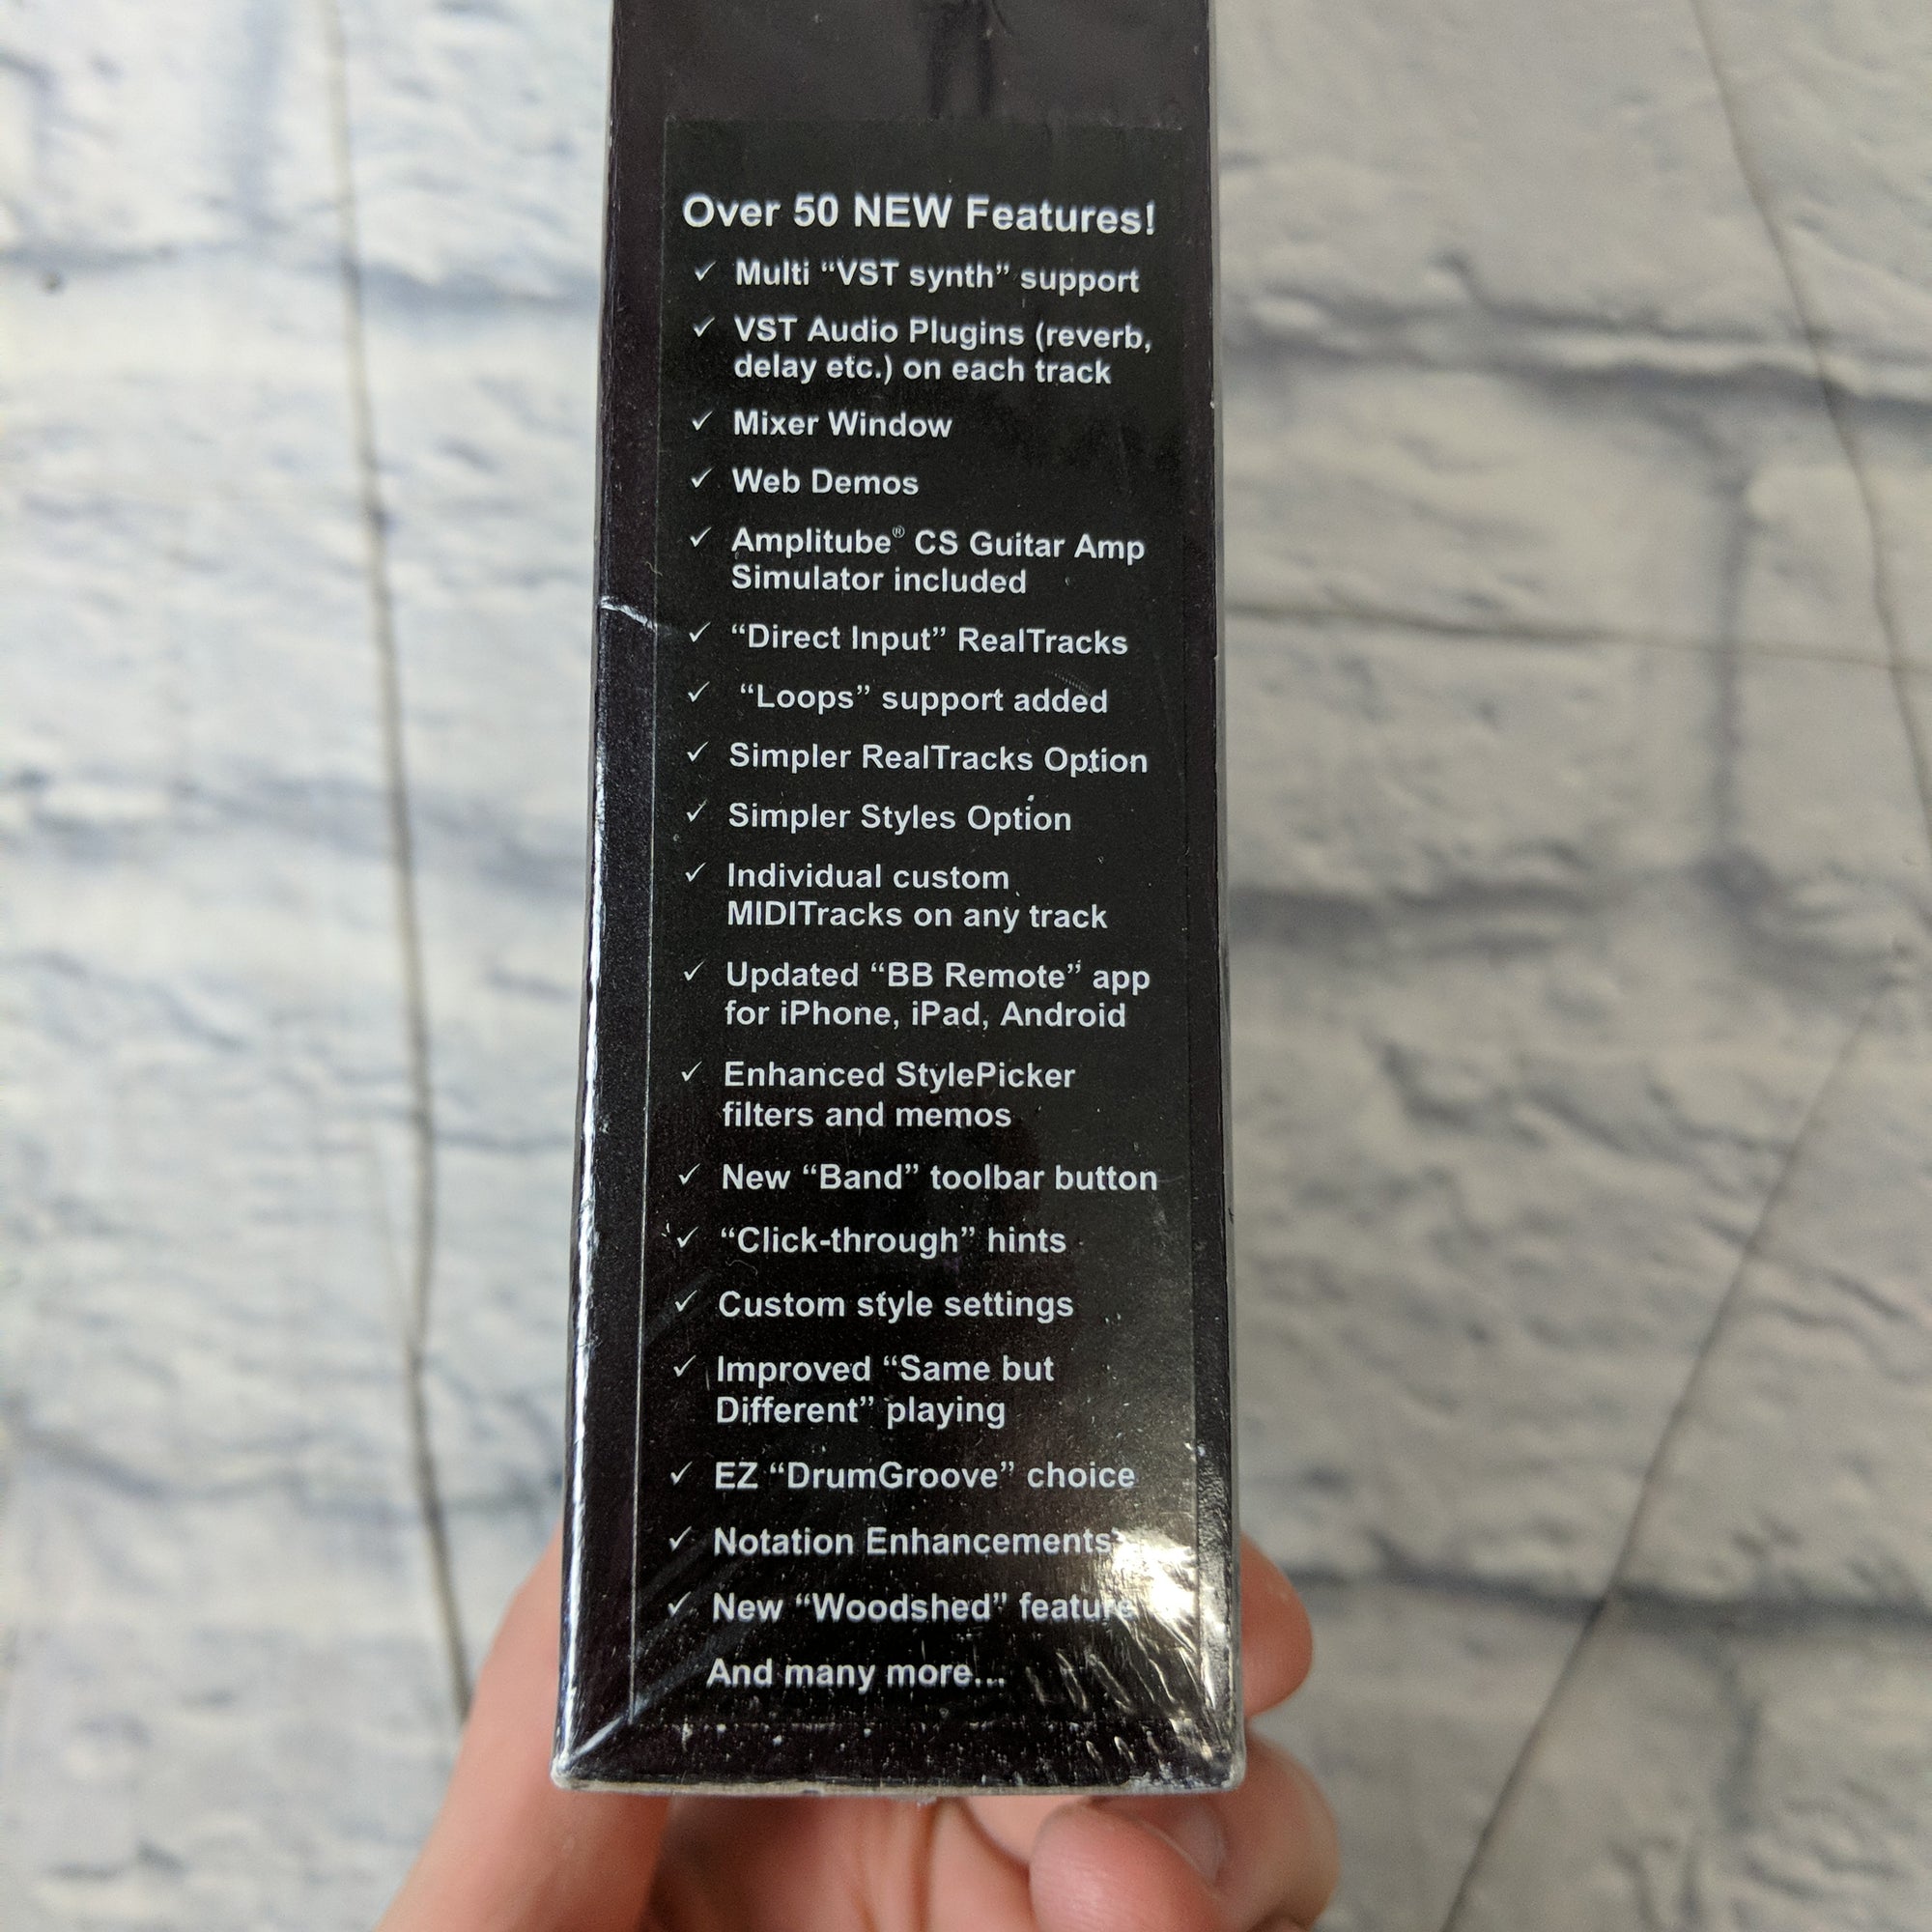 Over 50 NEW Features!
✓ Multi “VST synth” support
✓ VST Audio Plugins (reverb,
delay etc.) on each track
✓ Mixer Window
✓ Web Demos
✓ Amplitube® CS Guitar Amp
Simulator included
✓ “Direct Input” RealTracks
✓ “Loops” support added
✓ Simpler RealTracks Option
✓ Simpler Styles Option
✓ Individual custom
MIDITracks on any track
✓ Updated “BB Remote” app
for iPhone, iPad, Android
✓ Enhanced StylePicker
filters and memos
✓ New “Band” toolbar button
✓ “Click-through” hints
✓ Custom style settings
✓ Improved “Same but
Different” playing
✓ EZ “DrumGroove” choice
✓ Notation Enhancements
✓ New “Woodshed” feature
And many more...